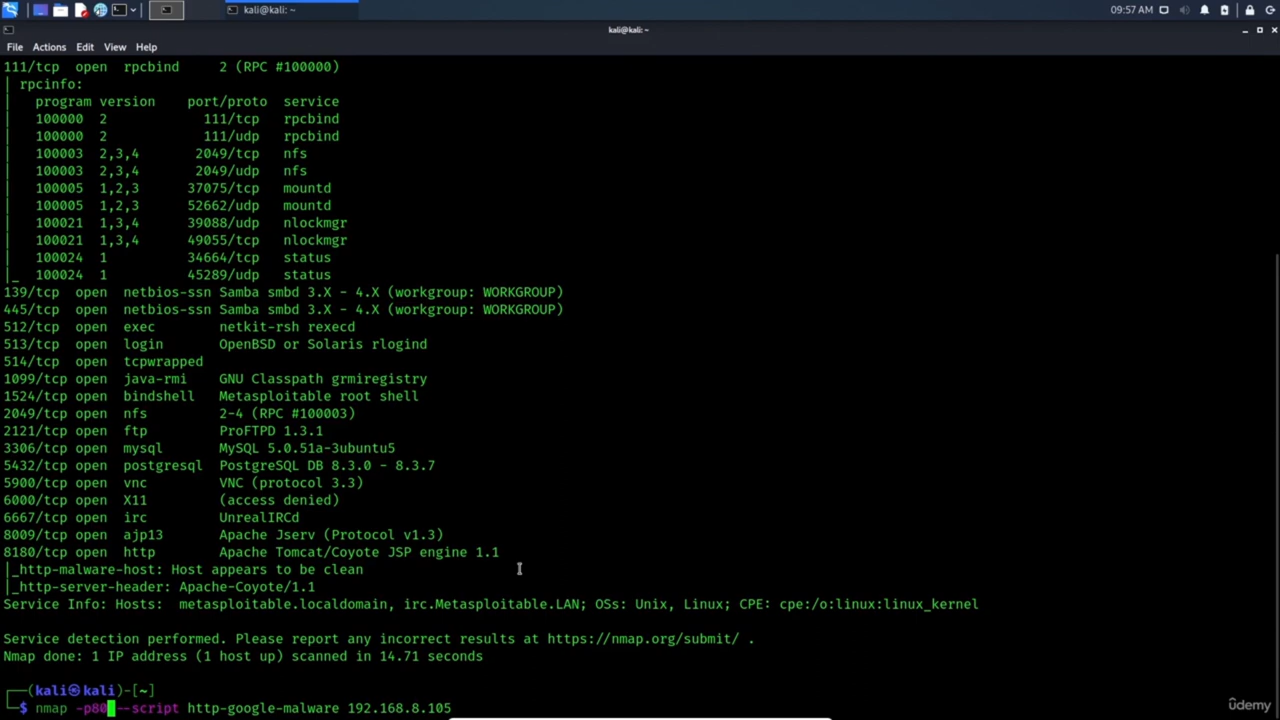 kali@kali: ~
09:57 AM
kali@kali: ~
File Actions Edit View Help
111/tcp open rpcbind 2 (RPC #100000)
| rpcinfo:
| program version port/proto service
| 100000 2 111/tcp rpcbind
| 100000 2 111/udp rpcbind
| 100003 2,3,4 2049/tcp nfs
| 100003 2,3,4 2049/udp nfs
| 100005 1,2,3 37075/tcp mountd
| 100005 1,2,3 52662/udp mountd
| 100021 1,3,4 39088/udp nlockmgr
| 100021 1,3,4 49055/tcp nlockmgr
| 100024 1 34664/tcp status
|_ 100024 1 45289/udp status
139/tcp open netbios-ssn Samba smbd 3.X - 4.X (workgroup: WORKGROUP)
445/tcp open netbios-ssn Samba smbd 3.X - 4.X (workgroup: WORKGROUP)
512/tcp open exec netkit-rsh rexecd
513/tcp open login OpenBSD or Solaris rlogind
514/tcp open tcpwrapped
1099/tcp open java-rmi GNU Classpath grmiregistry
1524/tcp open bindshell Metasploitable root shell
2049/tcp open nfs 2-4 (RPC #100003)
2121/tcp open ftp ProFTPD 1.3.1
3306/tcp open mysql MySQL 5.0.51a-3ubuntu5
5432/tcp open postgresql PostgreSQL DB 8.3.0 - 8.3.7
5900/tcp open vnc VNC (protocol 3.3)
6000/tcp open X11 (access denied)
6667/tcp open irc UnrealIRCd
8009/tcp open ajp13 Apache Jserv (Protocol v1.3)
8180/tcp open http Apache Tomcat/Coyote JSP engine 1.1
|_http-malware-host: Host appears to be clean
|_http-server-header: Apache-Coyote/1.1
Service Info: Hosts: metasploitable.localdomain, irc.Metasploitable.LAN; OSs: Unix, Linux; CPE: cpe:/o:linux:linux_kernel
Service detection performed. Please report any incorrect results at https://nmap.org/submit/ .
Nmap done: 1 IP address (1 host up) scanned in 14.71 seconds
(kali㉿kali)-[~]
$ nmap -p80 --script http-google-malware 192.168.8.105
ûdemy